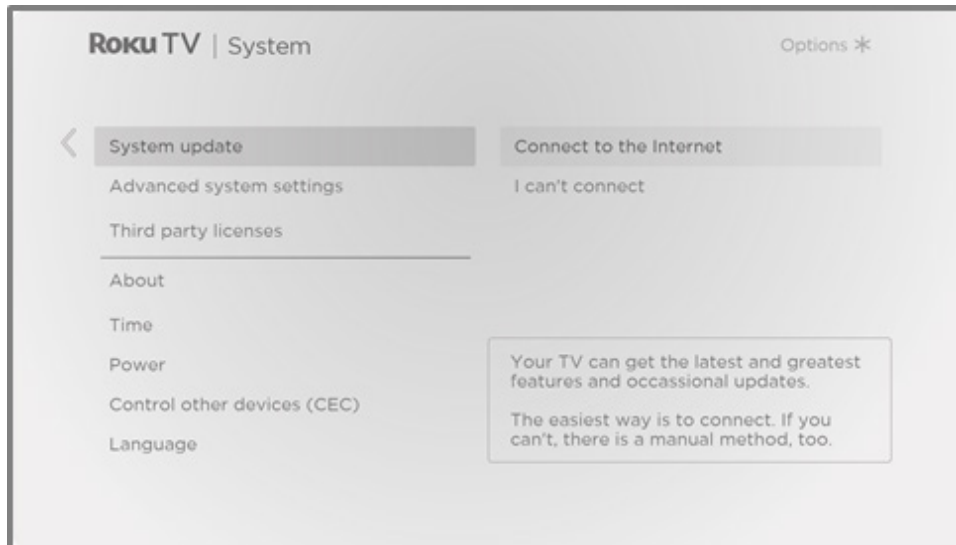 Roku TV | System
Options *
System update
Advanced system settings
Third party licenses
About
Time
Power
Control other devices (CEC)
Language
Connect to the Internet
I can't connect
Your TV can get the latest and greatest
features and occassional updates.
The easiest way is to connect. If you
can't, there is a manual method, too.